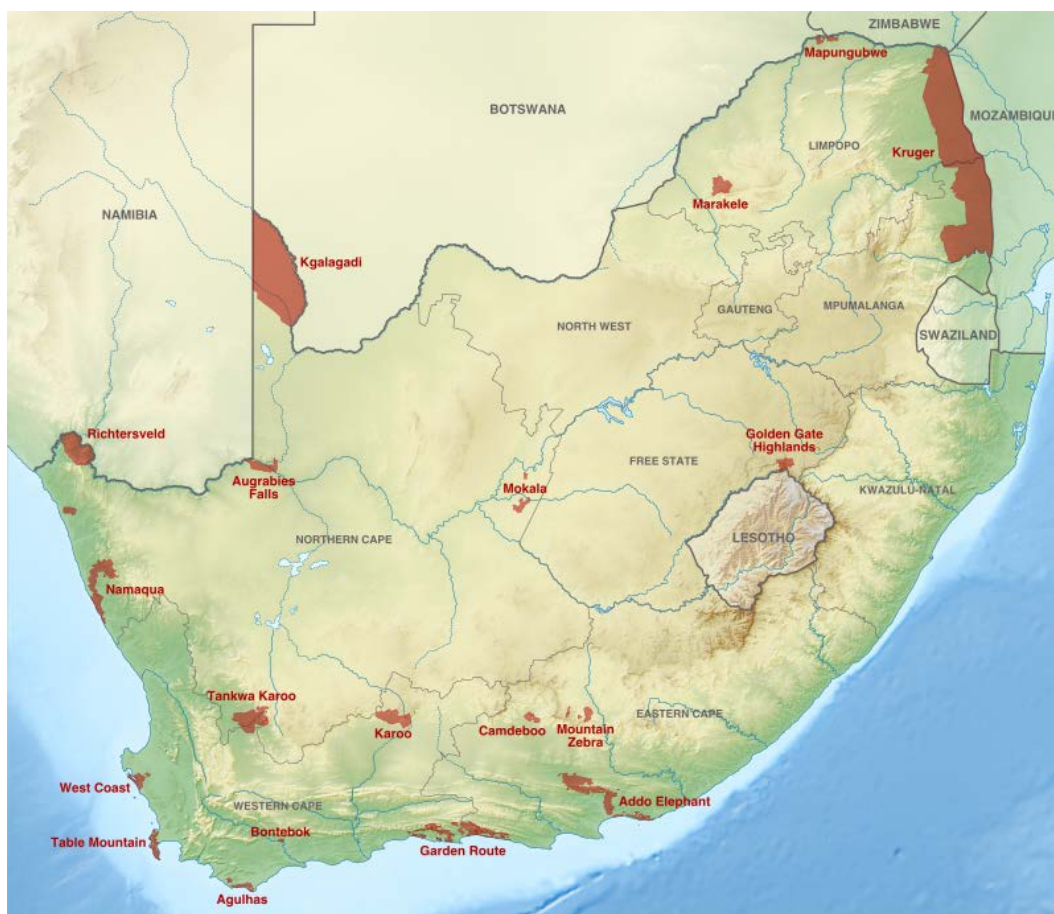 ZIMBABWE
Mapungubwe
BOTSWANA
MOZAMBIQUE
LIMPOPO
Kruger
Marakele
NAMIBIA
Kgalagadi
MPUMALANGA
GAUTENG
NORTH WEST
SWAZILAND
Richtersveld
Golden Gate
Highlands
FREE STATE
Augrabies
Falls
Mokala
KWAZULU-NATAL
NORTHERN CAPE
LESOTHO
Namaqua
Tankwa Karoo
Karoo
Camdeboo
Mountain
Zebra
EASTERN CAPE
West Coast
Addo Elephant
WESTERN CAPE
Bontebok
Table Mountain
Garden Route
Agulhas